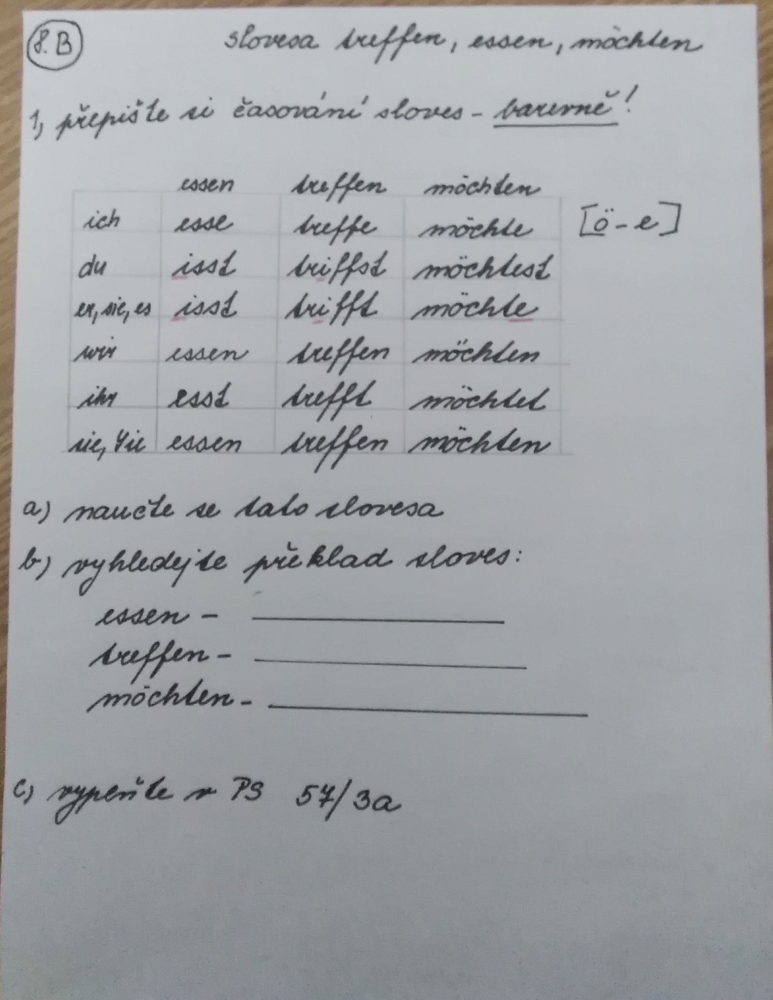 8. B
slovesa treffen, essen, möchten
1, přepište si časování sloves - barevně!
essen treffen möchten
ich esse treffe möchte [ö - e]
du isst triffst möchtest
er, sie, es isst trifft möchte
wir essen treffen möchten
ihr esst trefft möchtet
sie, Sie essen treffen möchten
a) naučte se tato slovesa
b) vyhledejte překlad sloves:
essen -
treffen -
möchten -
c) vyplňte v PS 57/3a